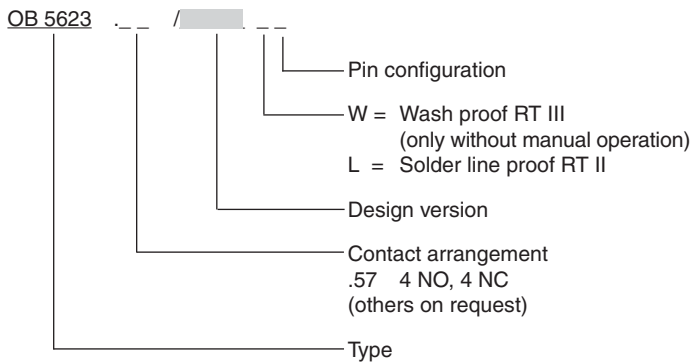 OB 5623 ._ _ / _ _
Pin configuration
W = Wash proof RT III
(only without manual operation)
L = Solder line proof RT II
Design version
Contact arrangement
.57 4 NO, 4 NC
(others on request)
Type